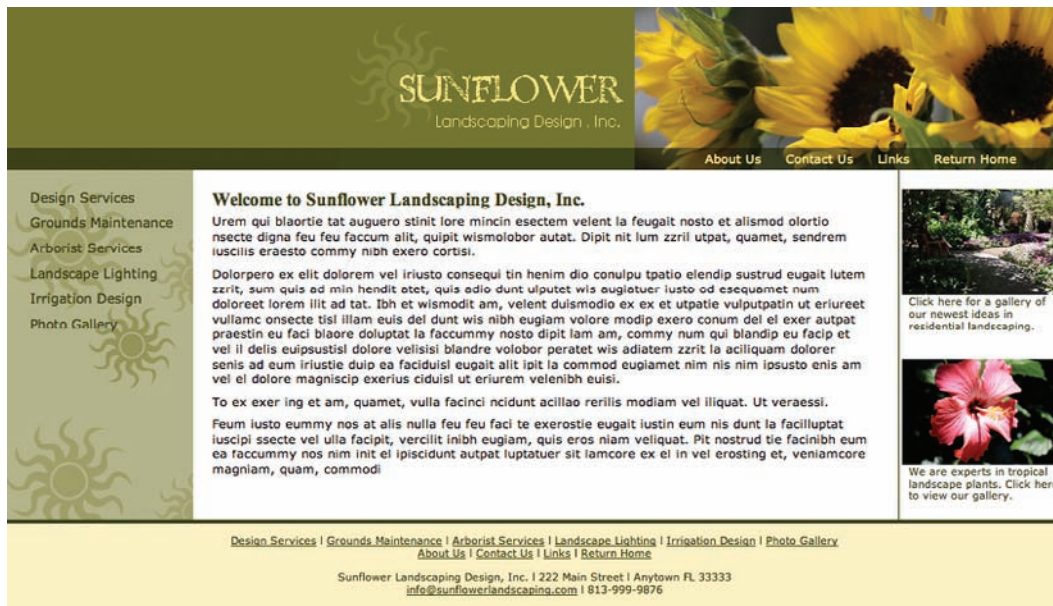 SUNFLOWER
Landscaping Design , Inc.
About Us Contact Us Links Return Home
Design Services
Grounds Maintenance
Arborist Services
Landscape Lighting
Irrigation Design
Photo Gallery
Welcome to Sunflower Landscaping Design, Inc.
Urem qui blaortie tat auguero stinit lore mincin esectem velent la feugait nosto et alismod olortio
nsecte digna feu feu faccum alit, quipit wismolobor autat. Dipit nit lum zzril utpat, quamet, sendrem
iuscilis eraesto commy nibh exero cortisi.
Dolorpero ex elit dolorem vel iriusto consequi tin henim dio conulpu tpatio elendip sustrud eugait lutem
zzrit, sum quis ad min hendit atet, quis adio dunt ulputet wis augiatuer iusto od esequamet num
doloreet lorem ilit ad tat. Ibh et wismodit am, velent duismodio ex ex et utpatie vulputpatin ut eriureet
vullamc onsecte tisl illam euis del dunt wis nibh eugiam volore modip exero conum del el exer autpat
praestin eu faci blaore doluptat la faccummy nosto dipit lam am, commy num qui blandip eu facip et
vel il delis euipsustisl dolore velisisi blandre volobor peratet wis adiatem zzrit la aciliquam dolorer
senis ad eum iriustie duip ea faciduisl eugait alit ipit la commod eugiamet nim nis nim ipsusto enis am
vel el dolore magniscip exerius ciduisl ut eriurem velenibh euisi.
To ex exer ing et am, quamet, vulla facinci ncidunt acillao rerilis modiam vel iliquat. Ut veraessi.
Feum iusto eummy nos at alis nulla feu feu faci te exerostie eugait iustin eum nis dunt la facilluptat
iuscipi ssecte vel ulla facipit, vercilit inibh eugiam, quis eros niam veliquat. Pit nostrud tie facinibh eum
ea faccummy nos nim init el ipiscidunt autpat luptatuer sit lamcore ex el in vel erosting et, veniamcore
magniam, quam, commodi
Click here for a gallery of
our newest ideas in
residential landscaping.
We are experts in tropical
landscape plants. Click here
to view our gallery.
Design Services l Grounds Maintenance l Arborist Services l Landscape Lighting l Irrigation Design l Photo Gallery
About Us l Contact Us l Links l Return Home
Sunflower Landscaping Design, Inc. l 222 Main Street l Anytown FL 33333
info@sunflowerlandscaping.com l 813-999-9876